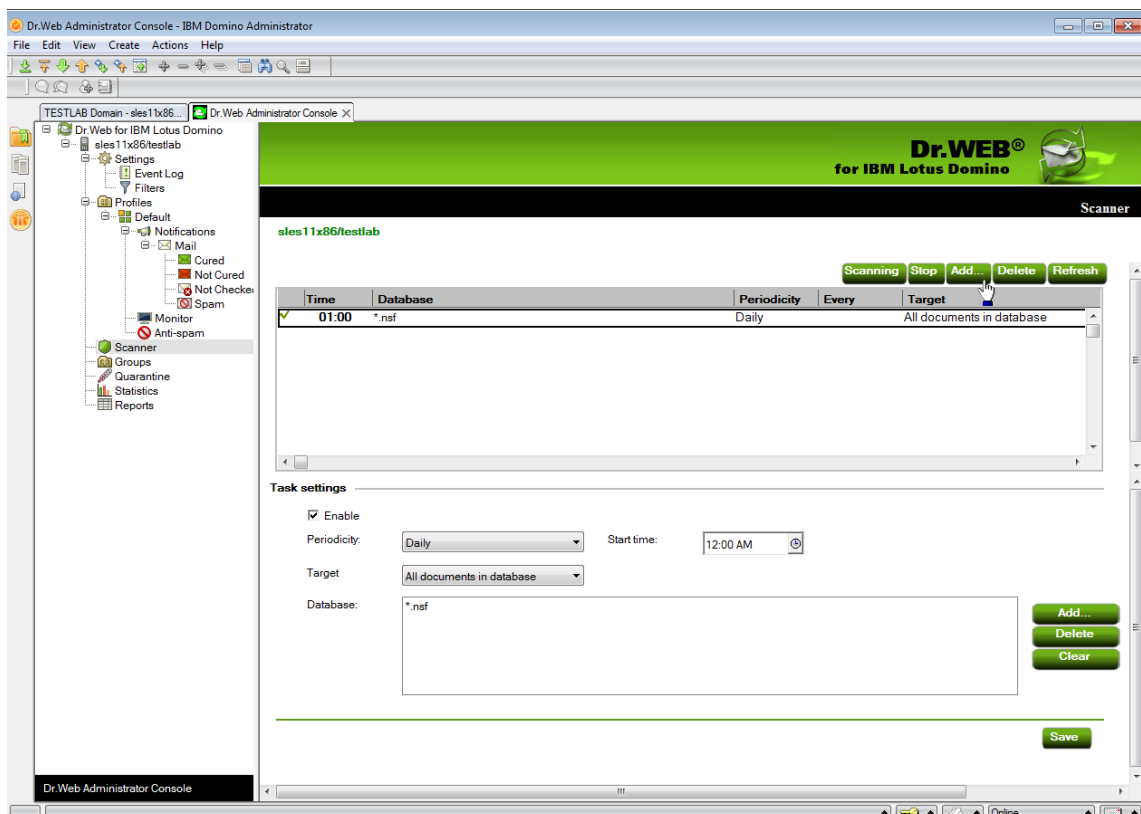 Dr.Web Administrator Console - IBM Domino Administrator
File Edit View Create Actions Help
TESTLAB Domain - sles11x86...
Dr.Web Administrator Console
Dr.Web for IBM Lotus Domino
sles11x86/testlab
Settings
Event Log
Filters
Profiles
Default
Notifications
Mail
Cured
Not Cured
Not Checke
Spam
Monitor
Anti-spam
Scanner
Groups
Quarantine
Statistics
Reports
Dr.Web Administrator Console
Dr.WEB®
for IBM Lotus Domino
Scanner
sles11x86/testlab
Scanning Stop Add... Delete Refresh
Time Database Periodicity Every Target
01:00 *.nsf Daily All documents in database
Task settings
Enable
Periodicity: Daily Start time: 12:00 AM
Target All documents in database
Database: *.nsf
Add...
Delete
Clear
Save
Online